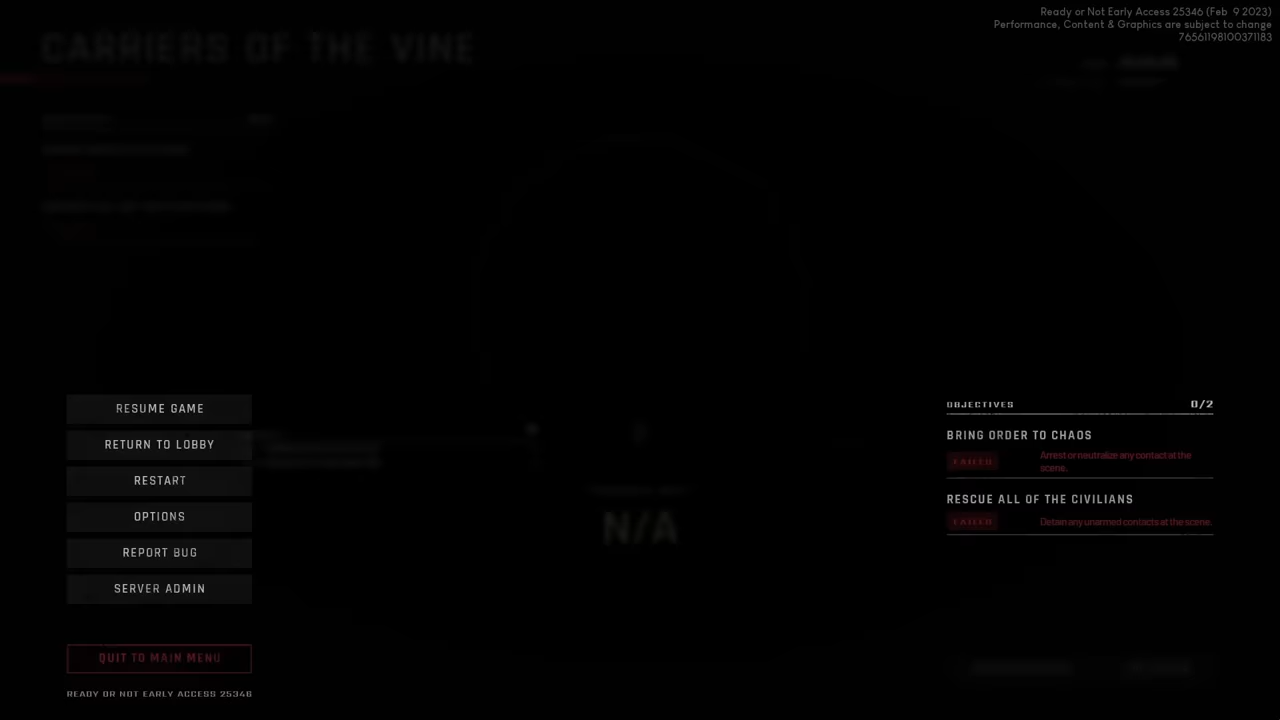 Ready or Not Early Access 25346 (Feb 9 2023)
Performance, Content & Graphics are subject to change
76561198100371183
CARRIERS OF THE VINE
RESUME GAME
RETURN TO LOBBY
RESTART
OPTIONS
REPORT BUG
SERVER ADMIN
QUIT TO MAIN MENU
READY OR NOT EARLY ACCESS 25346
N/A
OBJECTIVES 0/2
BRING ORDER TO CHAOS
FAILED Arrest or neutralize any contact at the
scene.
RESCUE ALL OF THE CIVILIANS
FAILED Detain any unarmed contacts at the scene.